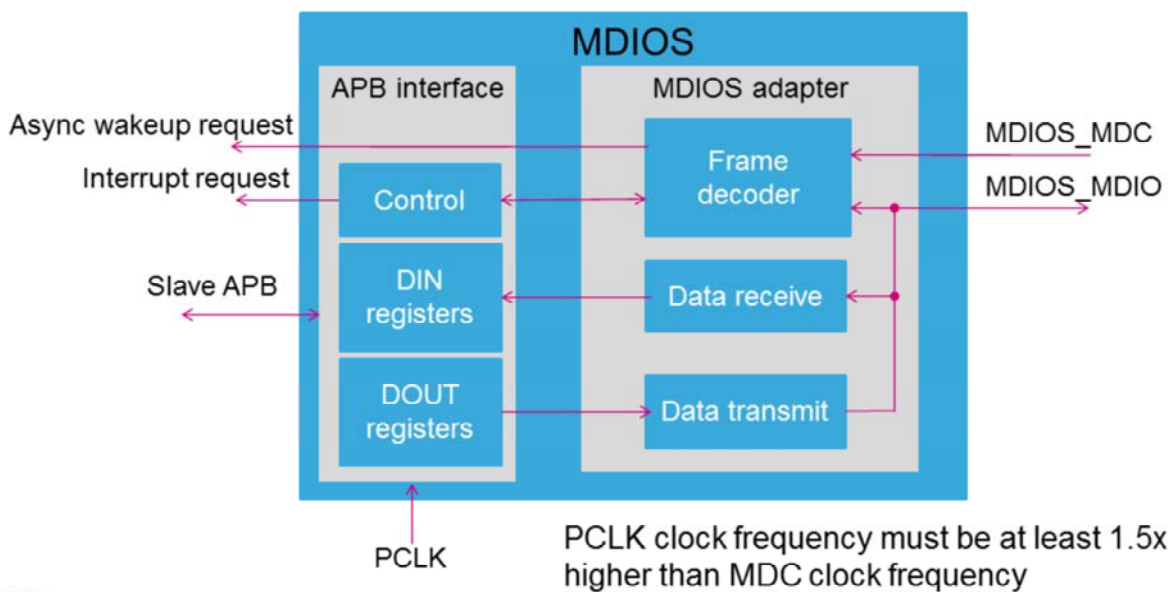 MDIOS
APB interface
MDIOS adapter
Async wakeup request
Interrupt request
Control
Frame
decoder
MDIOS_MDC
MDIOS_MDIO
Slave APB
DIN
registers
Data receive
DOUT
registers
Data transmit
PCLK
PCLK clock frequency must be at least 1.5x
higher than MDC clock frequency